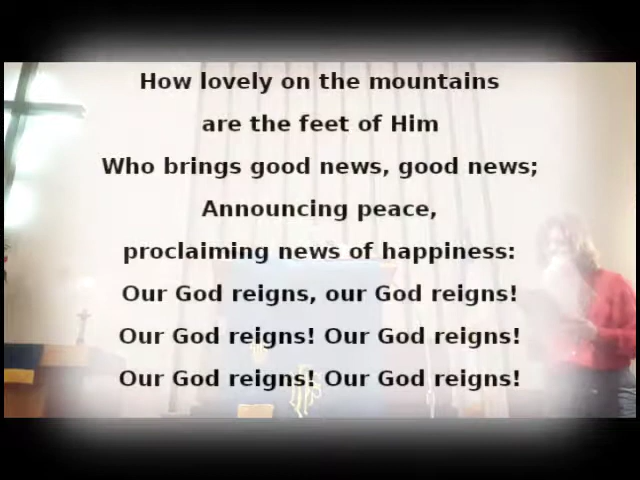 How lovely on the mountains
are the feet of Him
Who brings good news, good news;
Announcing peace,
proclaiming news of happiness:
Our God reigns, our God reigns!
Our God reigns! Our God reigns!
Our God reigns! Our God reigns!